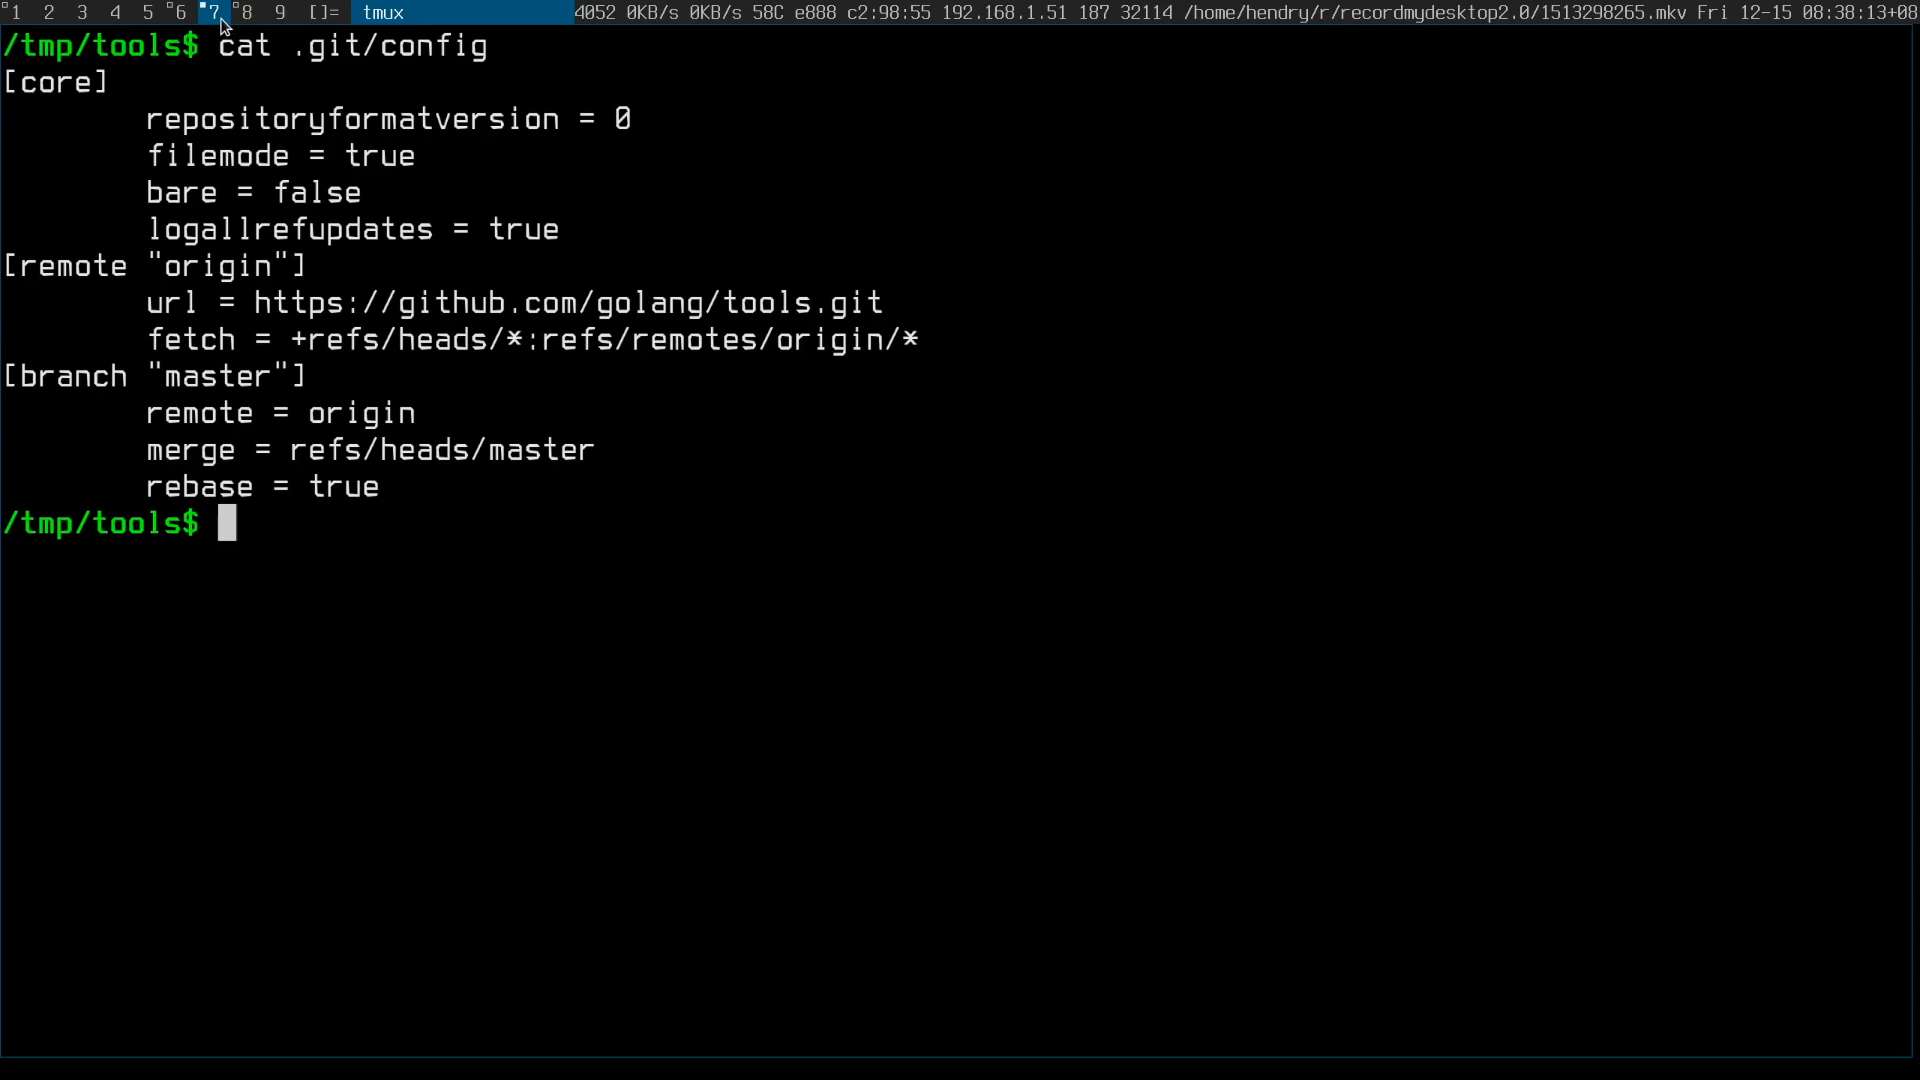 1 2 3 4 5 6 7 8 9 []= tmux 4052 0KB/s 0KB/s 58C e888 c2:98:55 192.168.1.51 187 32114 /home/hendry/r/recordmydesktop2.0/1513298265.mkv Fri 12-15 08:38:13+08
/tmp/tools$ cat .git/config
[core]
        repositoryformatversion = 0
        filemode = true
        bare = false
        logallrefupdates = true
[remote "origin"]
        url = https://github.com/golang/tools.git
        fetch = +refs/heads/*:refs/remotes/origin/*
[branch "master"]
        remote = origin
        merge = refs/heads/master
        rebase = true
/tmp/tools$